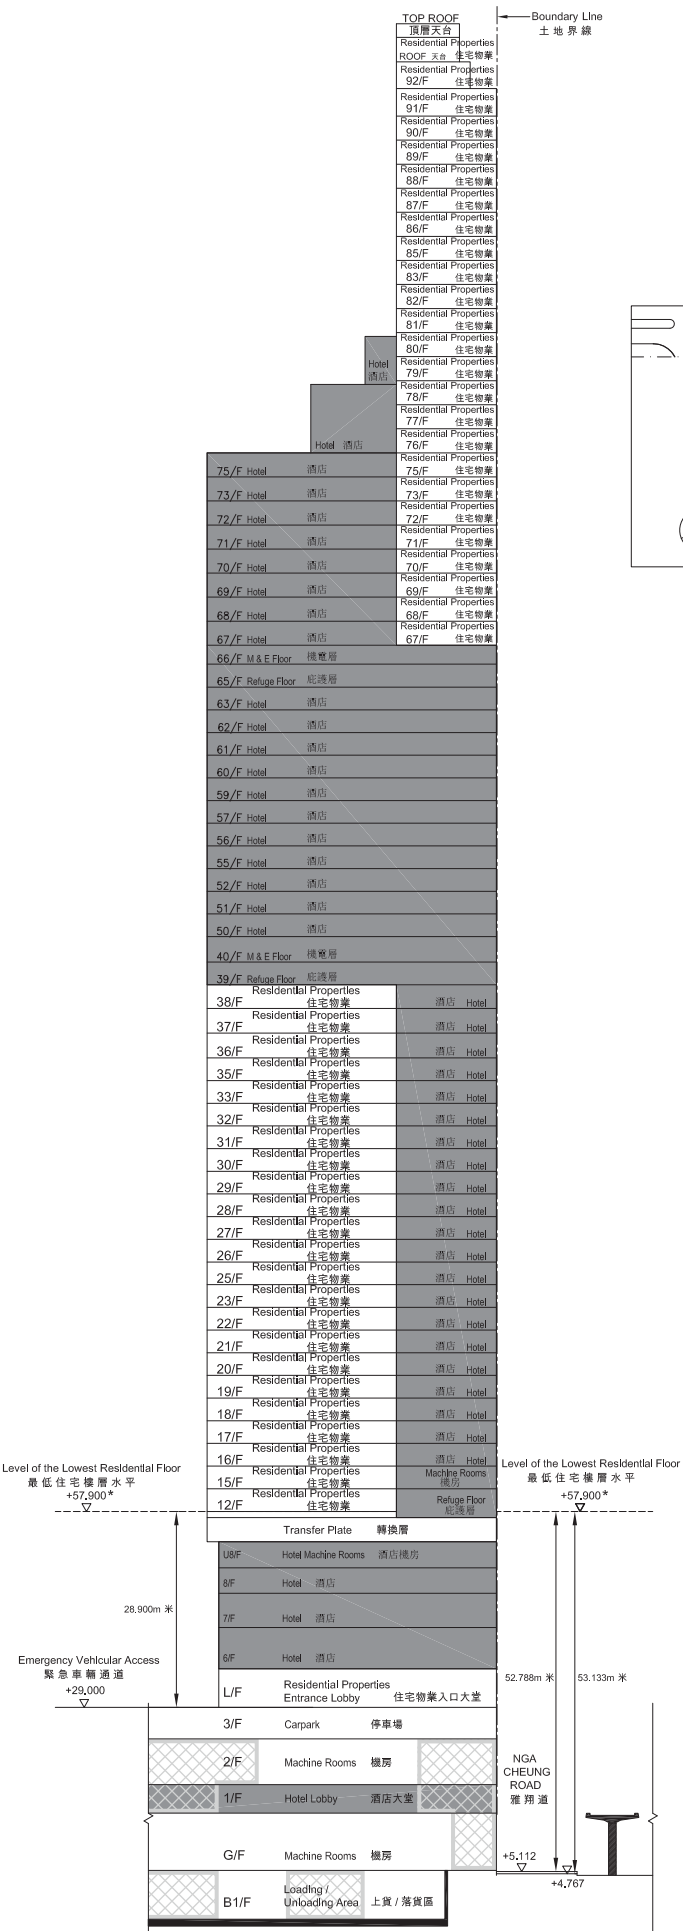 TOP ROOF
頂層天台
Boundary Line
土地界線
Residential Properties
ROOF 天台 住宅物業
Residential Properties
92/F 住宅物業
Residential Properties
91/F 住宅物業
Residential Properties
90/F 住宅物業
Residential Properties
89/F 住宅物業
Residential Properties
88/F 住宅物業
Residential Properties
87/F 住宅物業
Residential Properties
86/F 住宅物業
Residential Properties
85/F 住宅物業
Residential Properties
83/F 住宅物業
Residential Properties
82/F 住宅物業
Residential Properties
81/F 住宅物業
Residential Properties
80/F 住宅物業
Residential Properties
79/F 住宅物業
Hotel
酒店
Residential Properties
78/F 住宅物業
Residential Properties
77/F 住宅物業
Residential Properties
76/F 住宅物業
Hotel 酒店
Residential Properties
75/F Hotel 酒店 75/F 住宅物業
Residential Properties
73/F Hotel 酒店 73/F 住宅物業
Residential Properties
72/F Hotel 酒店 72/F 住宅物業
Residential Properties
71/F Hotel 酒店 71/F 住宅物業
Residential Properties
70/F Hotel 酒店 70/F 住宅物業
Residential Properties
69/F Hotel 酒店 69/F 住宅物業
Residential Properties
68/F Hotel 酒店 68/F 住宅物業
Residential Properties
67/F Hotel 酒店 67/F 住宅物業
66/F M & E Floor 機電層
65/F Refuge Floor 庇護層
63/F Hotel 酒店
62/F Hotel 酒店
61/F Hotel 酒店
60/F Hotel 酒店
59/F Hotel 酒店
57/F Hotel 酒店
56/F Hotel 酒店
55/F Hotel 酒店
52/F Hotel 酒店
51/F Hotel 酒店
50/F Hotel 酒店
40/F M & E Floor 機電層
39/F Refuge Floor 庇護層
Residential Properties
38/F 住宅物業 酒店 Hotel
Residential Properties
37/F 住宅物業 酒店 Hotel
Residential Properties
36/F 住宅物業 酒店 Hotel
Residential Properties
35/F 住宅物業 酒店 Hotel
Residential Properties
33/F 住宅物業 酒店 Hotel
Residential Properties
32/F 住宅物業 酒店 Hotel
Residential Properties
31/F 住宅物業 酒店 Hotel
Residential Properties
30/F 住宅物業 酒店 Hotel
Residential Properties
29/F 住宅物業 酒店 Hotel
Residential Properties
28/F 住宅物業 酒店 Hotel
Residential Properties
27/F 住宅物業 酒店 Hotel
Residential Properties
26/F 住宅物業 酒店 Hotel
Residential Properties
25/F 住宅物業 酒店 Hotel
Residential Properties
23/F 住宅物業 酒店 Hotel
Residential Properties
22/F 住宅物業 酒店 Hotel
Residential Properties
21/F 住宅物業 酒店 Hotel
Residential Properties
20/F 住宅物業 酒店 Hotel
Residential Properties
19/F 住宅物業 酒店 Hotel
Residential Properties
18/F 住宅物業 酒店 Hotel
Residential Properties
17/F 住宅物業 酒店 Hotel
Residential Properties
16/F 住宅物業 酒店 Hotel
Residential Properties Machine Rooms
15/F 住宅物業 機房
Residential Properties Refuge Floor
12/F 住宅物業 庇護層
Level of the Lowest Residential Floor
最低住宅樓層水平
+57.900*
Level of the Lowest Residential Floor
最低住宅樓層水平
+57.900*
Transfer Plate 轉換層
U8/F Hotel Machine Rooms 酒店機房
8/F Hotel 酒店
28.900m 米
7/F Hotel 酒店
6/F Hotel 酒店
Emergency Vehicular Access
緊急車輛通道
+29.000
52.788m 米
53.133m 米
Residential Properties
L/F Entrance Lobby 住宅物業入口大堂
3/F Carpark 停車場
2/F Machine Rooms 機房
NGA
CHEUNG
ROAD
雅翔道
1/F Hotel Lobby 酒店大堂
G/F Machine Rooms 機房
+5.112
+4.767
Loading /
B1/F Unloading Area 上貨 / 落貨區